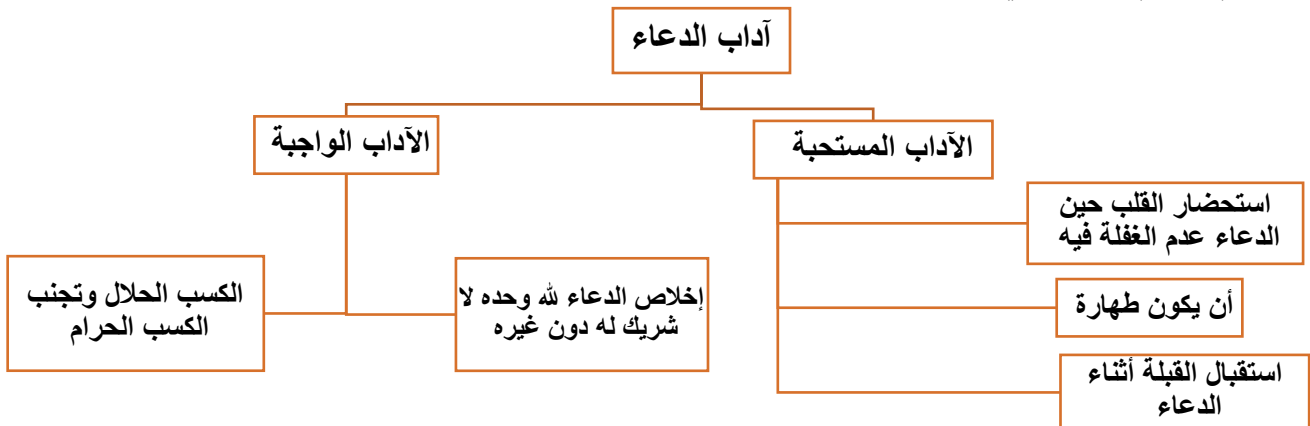 آداب الدعاء
الآداب المستحبة
الآداب الواجبة
استحضار القلب حين
الدعاء عدم الغفلة فيه
أن يكون طهارة
استقبال القبلة أثناء
الدعاء
إخلاص الدعاء لله وحده لا
شريك له دون غيره
الكسب الحلال وتجنب
الكسب الحرام